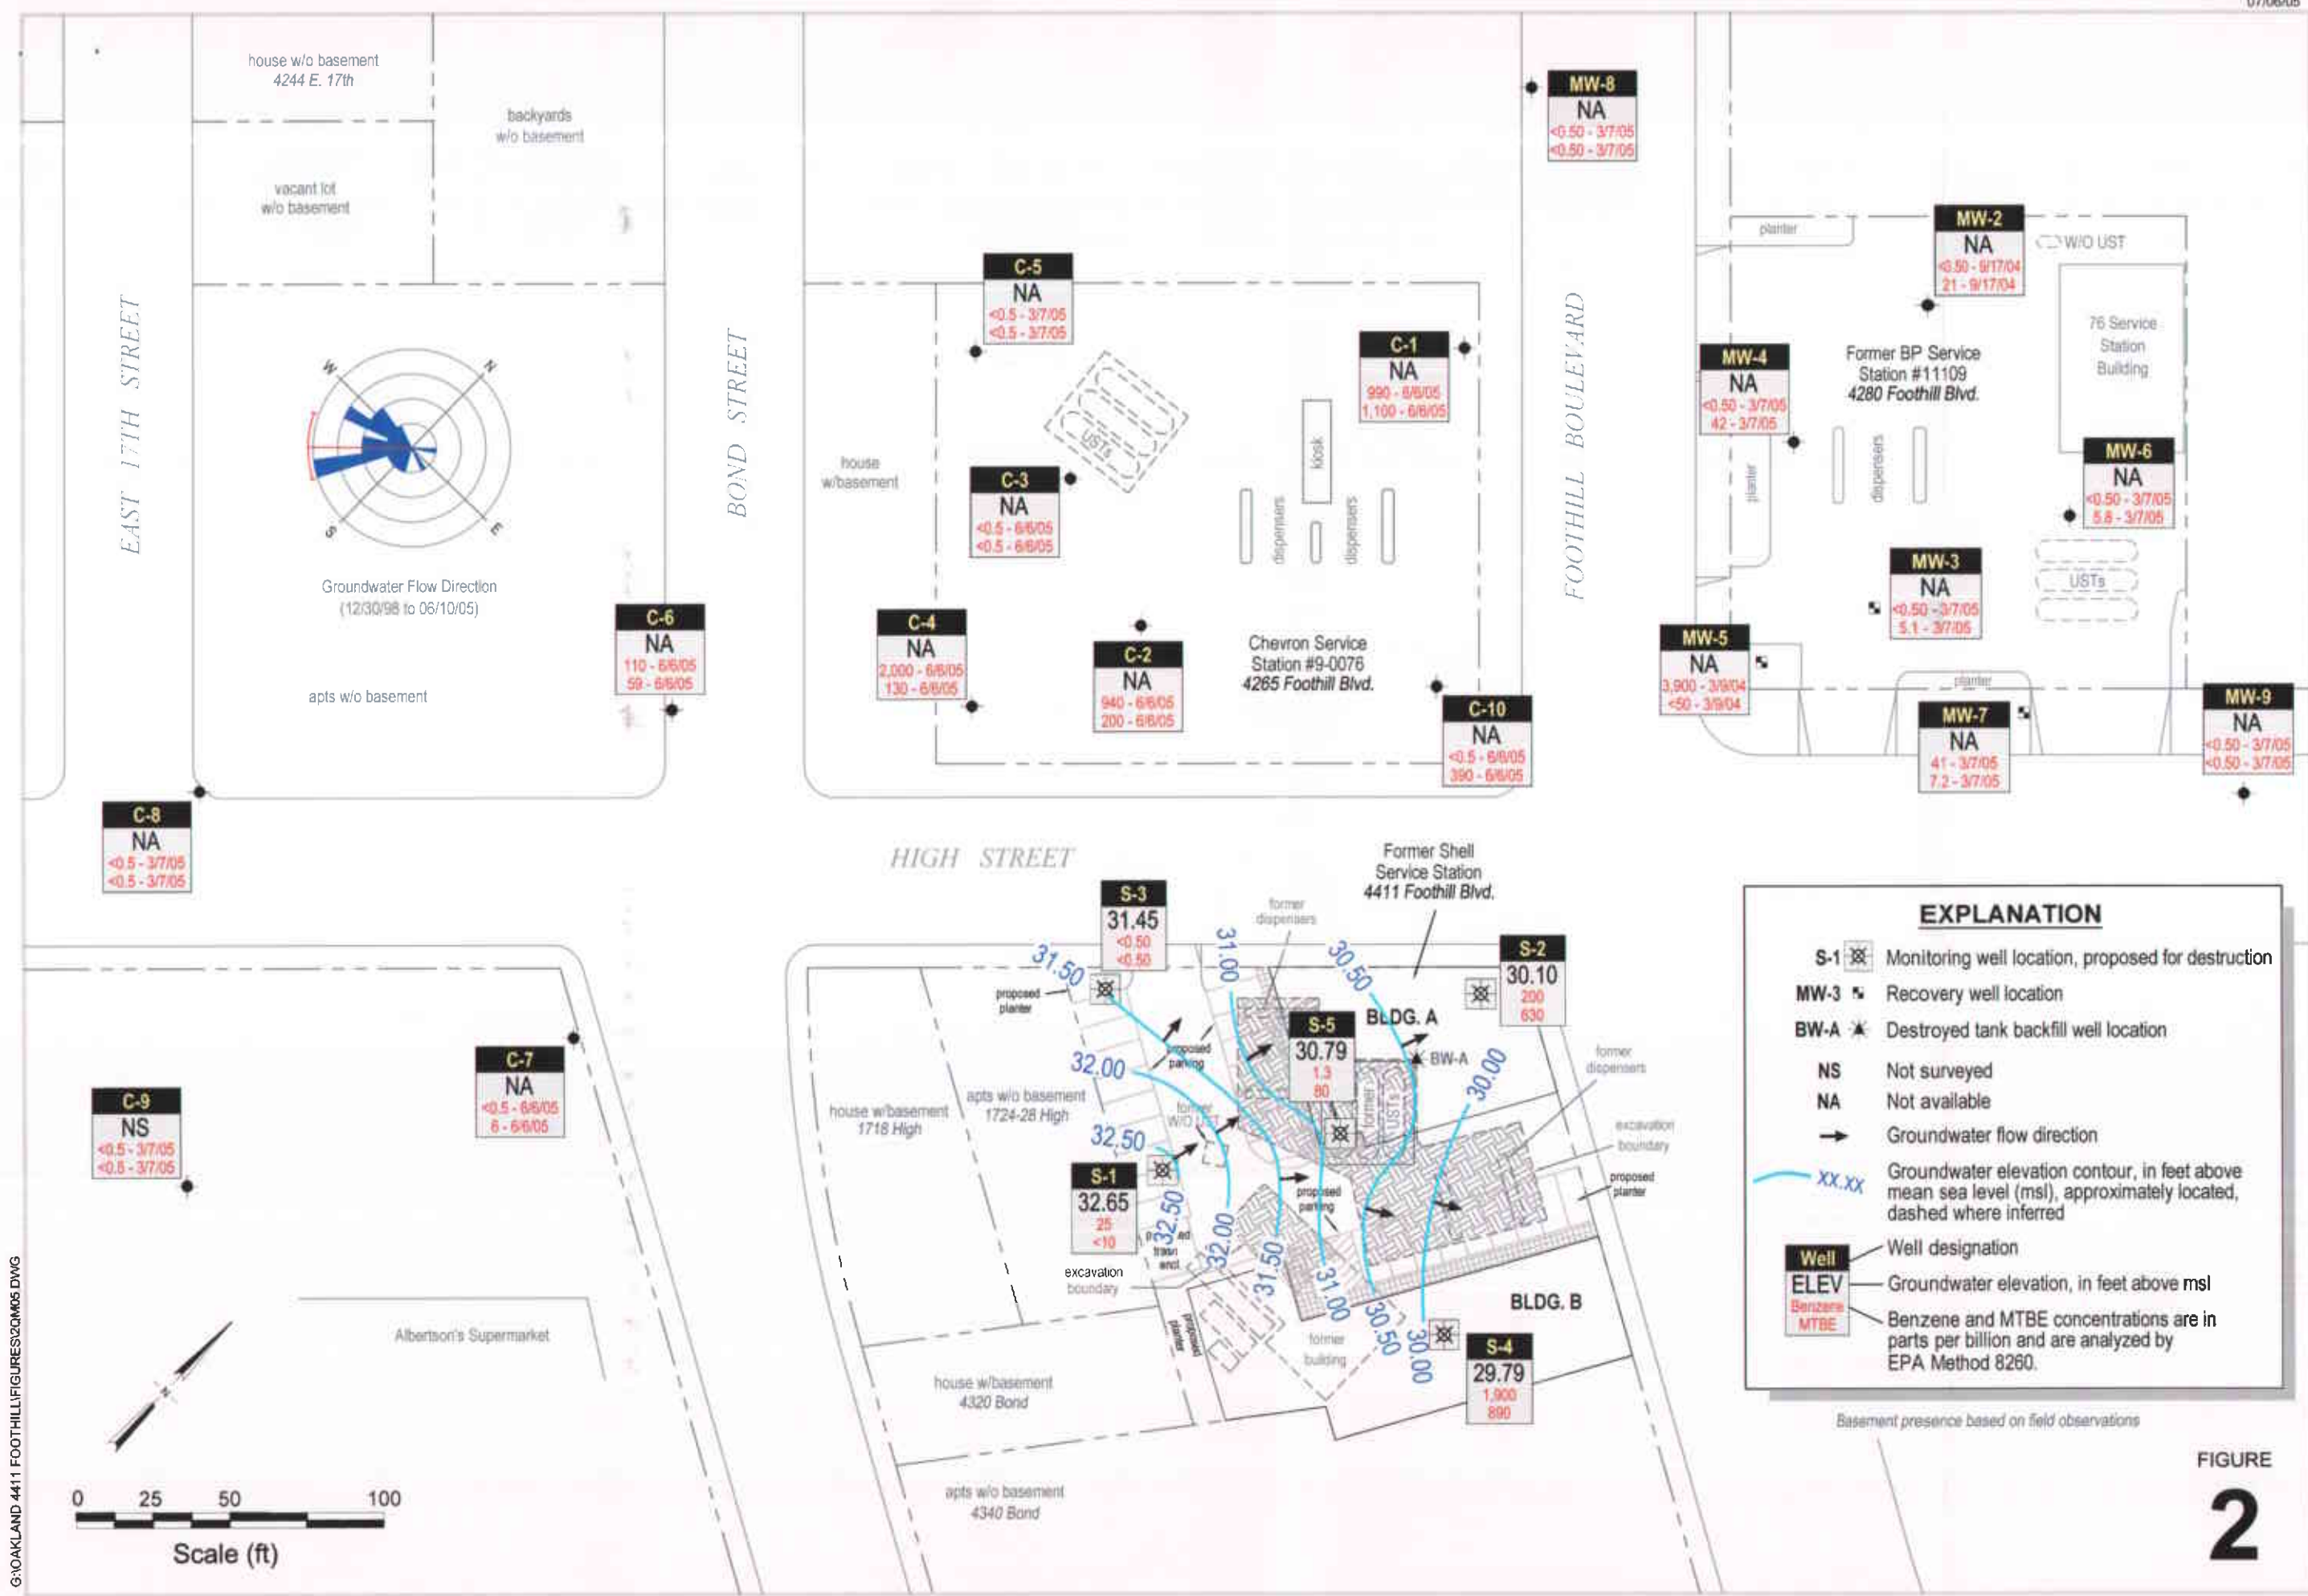 07/06/05
house w/o basement
4244 E. 17th
backyards
w/o basement
vacant lot
w/o basement
EAST 17TH STREET
W
N
S
E
Groundwater Flow Direction
(12/30/98 to 06/10/05)
apts w/o basement
BOND STREET
C-6
NA
110 - 6/6/05
59 - 6/6/05
C-8
NA
<0.5 - 3/7/05
<0.5 - 3/7/05
house
w/basement
C-5
NA
<0.5 - 3/7/05
<0.5 - 3/7/05
USTs
C-1
NA
990 - 6/6/05
1,100 - 6/6/05
C-3
NA
<0.5 - 6/6/05
<0.5 - 6/6/05
kiosk
dispensers
dispensers
C-4
NA
2,000 - 6/6/05
130 - 6/6/05
C-2
NA
940 - 6/6/05
200 - 6/6/05
Chevron Service
Station #9-0076
4265 Foothill Blvd.
C-10
NA
<0.5 - 6/6/05
390 - 6/6/05
FOOTHILL BOULEVARD
MW-8
NA
<0.50 - 3/7/05
<0.50 - 3/7/05
planter
MW-2
NA
<0.50 - 9/17/04
21 - 9/17/04
W/O UST
76 Service
Station
Building
MW-4
NA
<0.50 - 3/7/05
42 - 3/7/05
Former BP Service
Station #11109
4280 Foothill Blvd.
planter
dispensers
MW-6
NA
<0.50 - 3/7/05
5.8 - 3/7/05
MW-3
NA
<0.50 - 3/7/05
5.1 - 3/7/05
USTs
MW-5
NA
3,900 - 3/9/04
<50 - 3/9/04
planter
MW-7
NA
41 - 3/7/05
7.2 - 3/7/05
MW-9
NA
<0.50 - 3/7/05
<0.50 - 3/7/05
HIGH STREET
Former Shell
Service Station
4411 Foothill Blvd.
S-3
31.45
<0.50
<0.50
former
dispensers
S-2
30.10
200
630
31.50
31.00
30.50
proposed
planter
BLDG. A
S-5
30.79
1.3
80
BW-A
proposed
parking
32.00
30.00
former
dispensers
apts w/o basement
1724-28 High
house w/basement
1718 High
former
W/O UST
former
USTs
32.50
excavation
boundary
S-1
32.65
25
<10
proposed
parking
proposed
planter
32.50
32.00
31.50
31.00
30.50
30.00
trash
encl.
excavation
boundary
proposed
planter
former
building
BLDG. B
S-4
29.79
1,900
890
house w/basement
4320 Bond
apts w/o basement
4340 Bond
C-7
NA
<0.5 - 6/6/05
6 - 6/6/05
C-9
NS
<0.5 - 3/7/05
<0.5 - 3/7/05
Albertson's Supermarket
N
0 25 50 100
Scale (ft)
G:\OAKLAND 4411 FOOTHILL\FIGURES\2QM05.DWG
EXPLANATION
S-1 Monitoring well location, proposed for destruction
MW-3 Recovery well location
BW-A Destroyed tank backfill well location
NS Not surveyed
NA Not available
Groundwater flow direction
XX.XX Groundwater elevation contour, in feet above
mean sea level (msl), approximately located,
dashed where inferred
Well
Well designation
ELEV
Groundwater elevation, in feet above msl
Benzene
MTBE
Benzene and MTBE concentrations are in
parts per billion and are analyzed by
EPA Method 8260.
Basement presence based on field observations
FIGURE
2